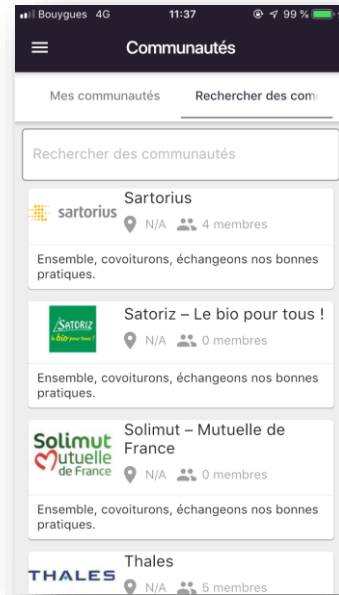 Bouygues 4G 11:37 99 %
Communautés
Mes communautés Rechercher des com
Rechercher des communautés
sartorius
Sartorius
N/A 4 membres
Ensemble, covoiturons, échangeons nos bonnes
pratiques.
SATORIZ
le bio pour tous !
Satoriz – Le bio pour tous !
N/A 0 membres
Ensemble, covoiturons, échangeons nos bonnes
pratiques.
Solimut
Mutuelle
de France
Solimut – Mutuelle de
France
N/A 0 membres
Ensemble, covoiturons, échangeons nos bonnes
pratiques.
THALES
Thales
N/A 5 membres